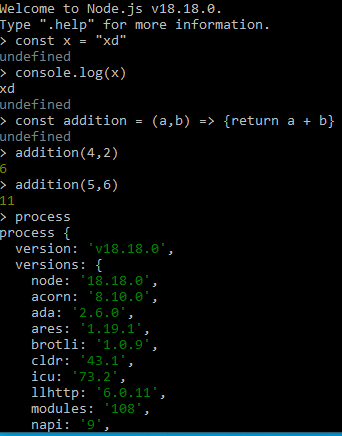 Welcome to Node.js v18.18.0.
Type ".help" for more information.
> const x = "xd"
undefined
> console.log(x)
xd
undefined
> const addition = (a,b) => {return a + b}
undefined
> addition(4,2)
6
> addition(5,6)
11
> process
process {
  version: 'v18.18.0',
  versions: {
    node: '18.18.0',
    acorn: '8.10.0',
    ada: '2.6.0',
    ares: '1.19.1',
    brotli: '1.0.9',
    cldr: '43.1',
    icu: '73.2',
    llhttp: '6.0.11',
    modules: '108',
    napi: '9',